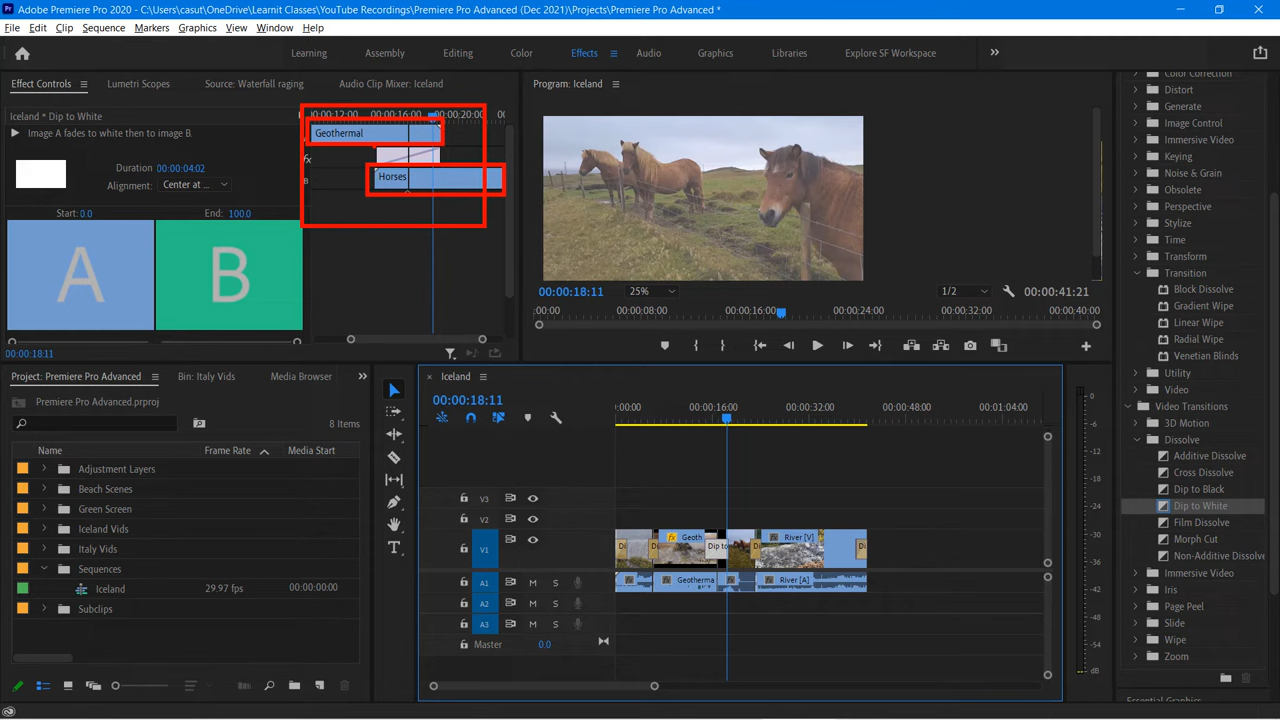 Adobe Premiere Pro 2020 - C:\Users\casut\OneDrive\Learnit Classes\YouTube Recordings\Premiere Pro Advanced (Dec 2021)\Projects\Premiere Pro Advanced *
File Edit Clip Sequence Markers Graphics View Window Help
Learning Assembly Editing Color Effects Audio Graphics Libraries Explore SF Workspace
Effect Controls Lumetri Scopes Source: Waterfall raging Audio Clip Mixer: Iceland
Program: Iceland
Iceland * Dip to White
Image A fades to white then to image B.
Duration 00:00:04:02
Alignment: Center at ...
Start: 0.0 End: 100.0
A B
:00:00:12:00 00:00:16:00 00:00:20:00 00:0
Geothermal
fx
B
Horses
00:00:18:11
00:00:18:11 25% 1/2 00:00:41:21
:00:00 00:00:08:00 00:00:16:00 00:00:24:00 00:00:32:00 00:00:40:00
Project: Premiere Pro Advanced Bin: Italy Vids Media Browser
Premiere Pro Advanced.prproj
8 Items
Name Frame Rate Media Start
Adjustment Layers
Beach Scenes
Green Screen
Iceland Vids
Italy Vids
Sequences
Iceland 29.97 fps 00:00:00:00
Subclips
Iceland
00:00:18:11
:00:00 00:00:16:00 00:00:32:00 00:00:48:00 00:01:04:00
V3
V2
V1 Di Di Geoth Dip to Di River [V] Di
A1 M S Geotherma River [A]
A2 M S
A3 M S
Master 0.0
0
-6
-12
-18
-24
-30
-36
-42
-48
-54
dB
Color Correction
Distort
Generate
Image Control
Immersive Video
Keying
Noise & Grain
Obsolete
Perspective
Stylize
Time
Transform
Transition
Block Dissolve
Gradient Wipe
Linear Wipe
Radial Wipe
Venetian Blinds
Utility
Video
Video Transitions
3D Motion
Dissolve
Additive Dissolve
Cross Dissolve
Dip to Black
Dip to White
Film Dissolve
Morph Cut
Non-Additive Dissolve
Immersive Video
Iris
Page Peel
Slide
Wipe
Zoom
Essential Graphics